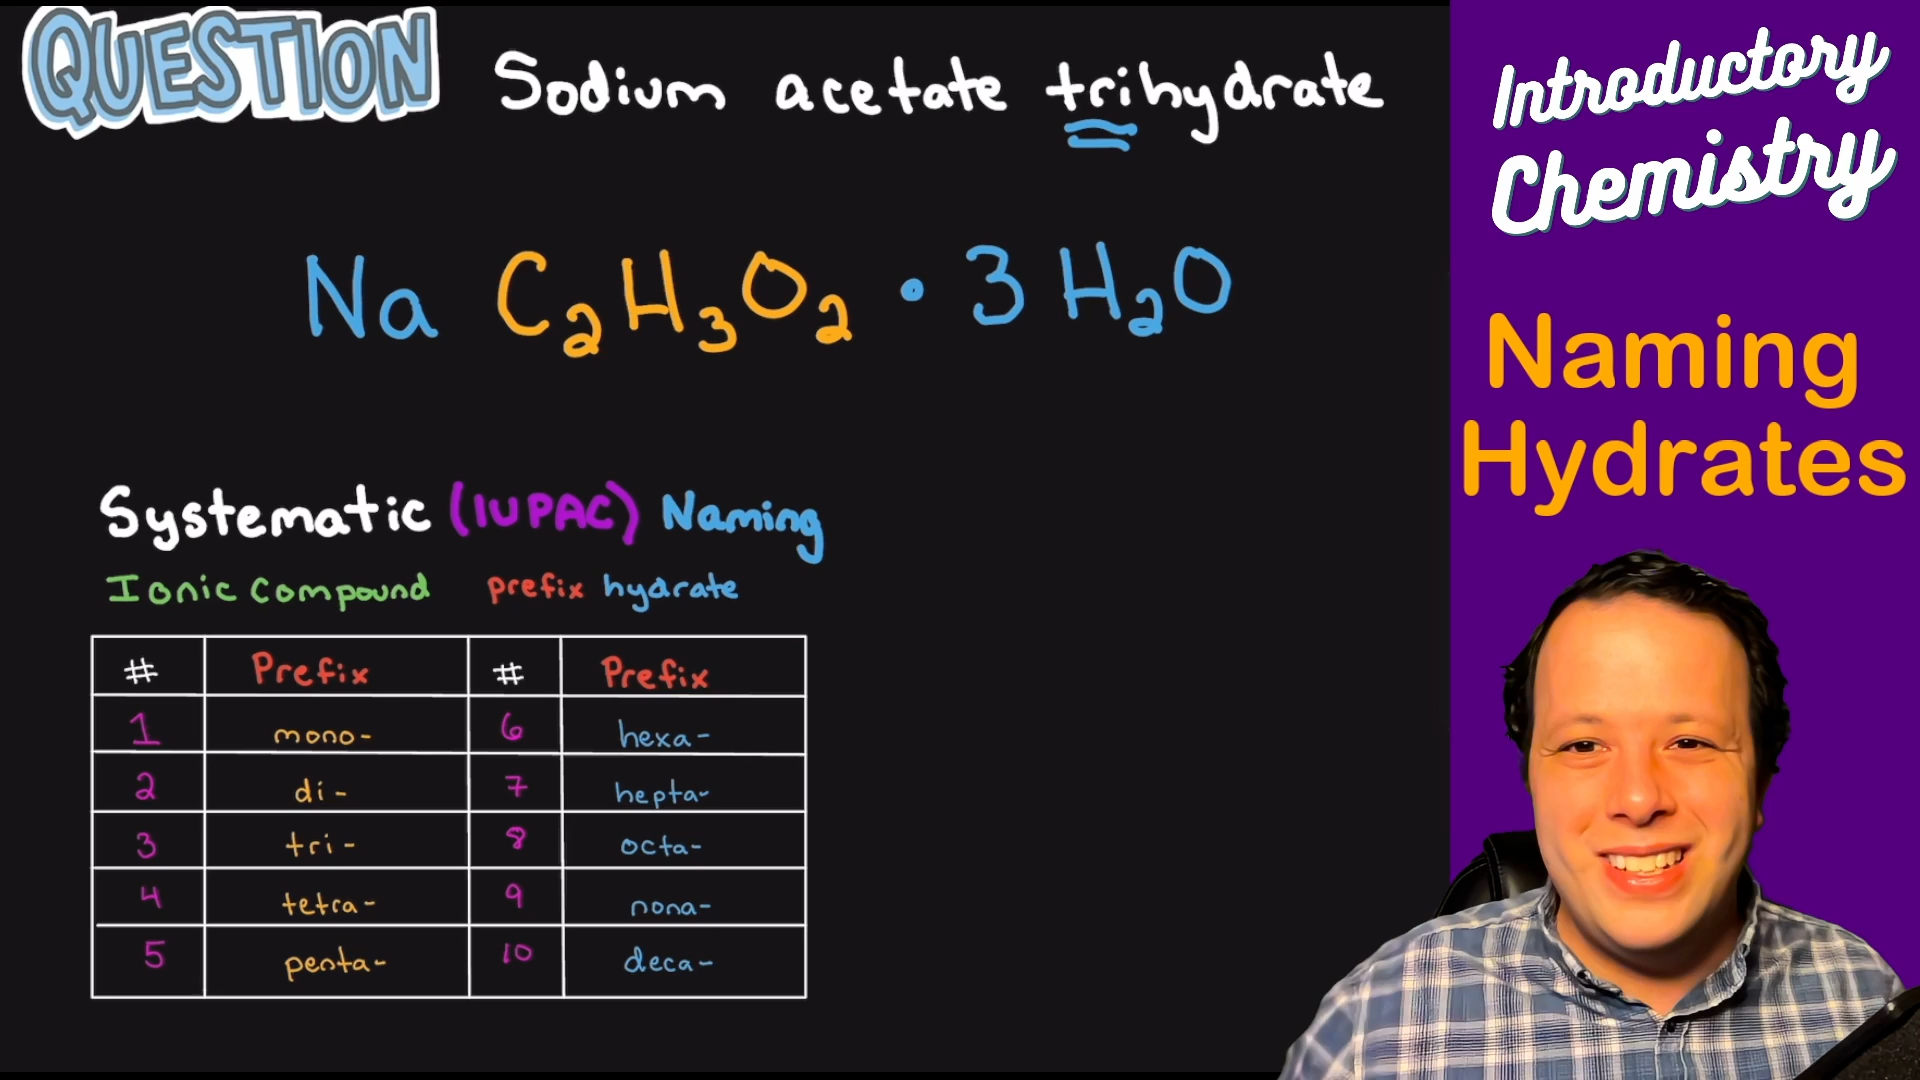 QUESTION
Sodium acetate trihydrate
Na C₂H₃O₂ • 3H₂O
Systematic (IUPAC) Naming
Ionic Compound prefix hydrate
# Prefix # Prefix
1 mono- 6 hexa-
2 di- 7 hepta-
3 tri- 8 octa-
4 tetra- 9 nona-
5 penta- 10 deca-
Introductory
Chemistry
Naming
Hydrates